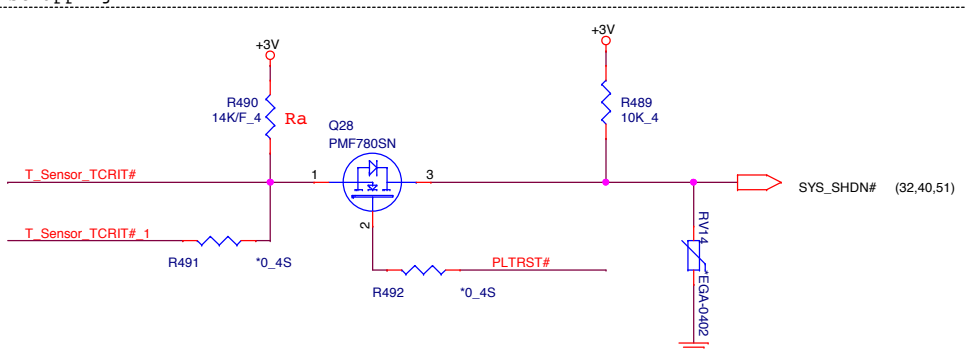 +3V
+3V
R490
14K/F_4
Ra
R489
10K_4
Q28
PMF780SN
T_Sensor_TCRIT#
1
3
SYS_SHDN# (32,40,51)
2
T_Sensor_TCRIT#_1
R491
*0_4S
PLTRST#
R492
*0_4S
RV14
*EGA-0402